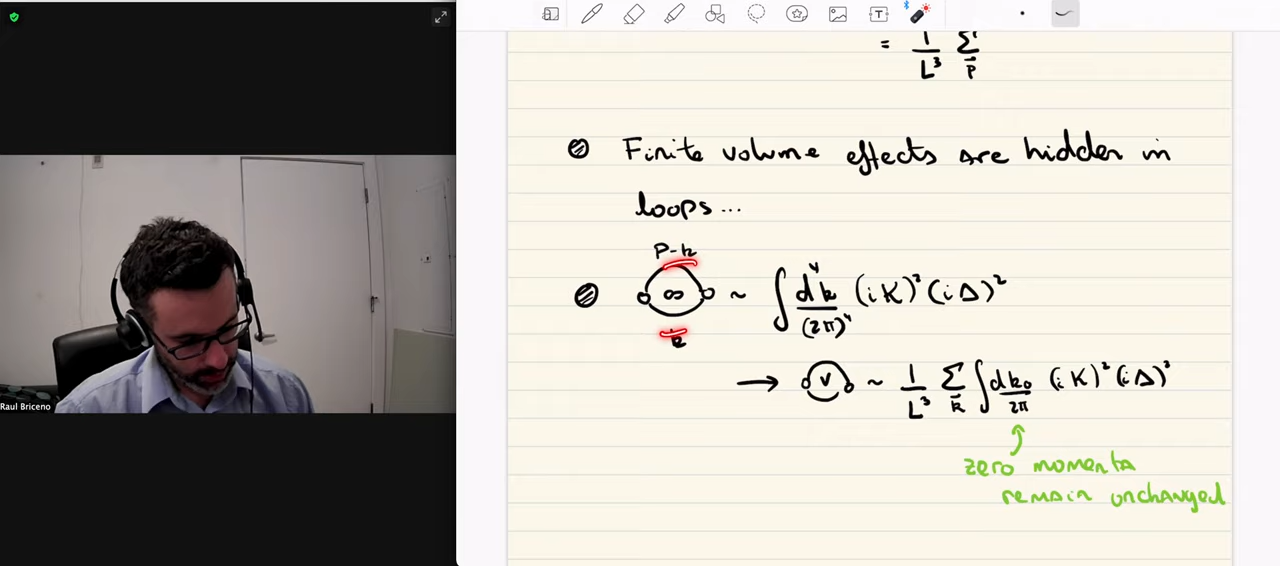 = 1/L³ Σ_p⃗
Finite volume effects are hidden in
loops...
P-k
∞ ~ ∫ d⁴k/(2π)⁴ (iK)² (iΔ)²
k
→ V ~ 1/L³ Σ_k⃗ ∫ dk₀/2π (iK)² (iΔ)²
zero momenta
remain unchanged
Raul Briceno